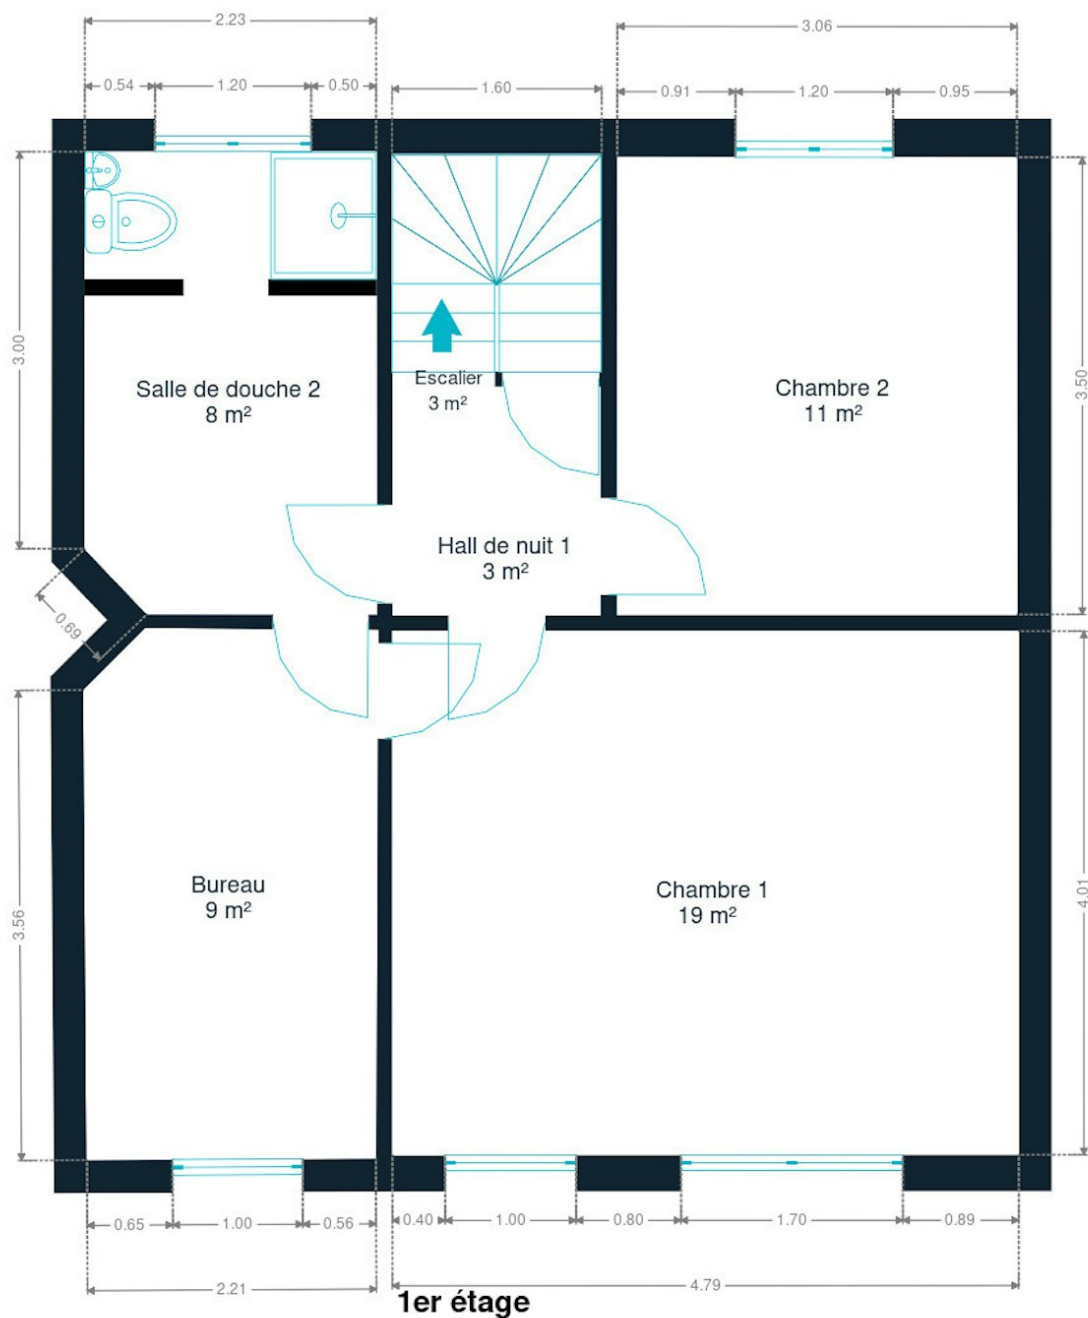 2.23
3.06
0.54
1.20
0.50
1.60
0.91
1.20
0.95
3.00
3.50
Salle de douche 2
8 m²
Escalier
3 m²
Chambre 2
11 m²
Hall de nuit 1
3 m²
0.69
3.56
4.01
Bureau
9 m²
Chambre 1
19 m²
0.65
1.00
0.56
0.40
1.00
0.80
1.70
0.89
2.21
4.79
1er étage